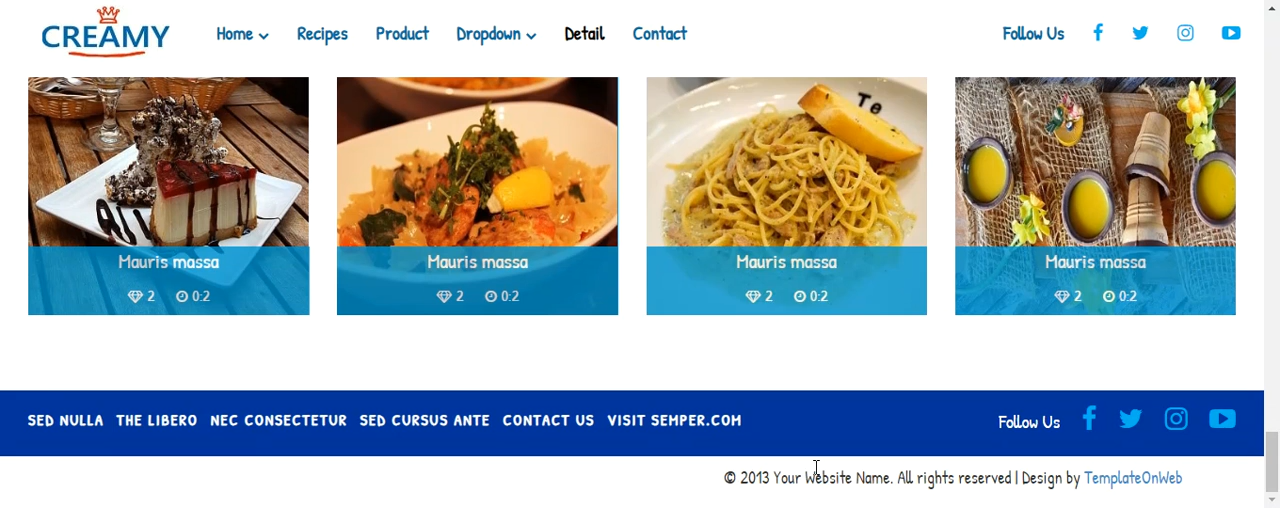 CREAMY
Home Recipes Product Dropdown Detail Contact Follow Us
Te
Mauris massa Mauris massa Mauris massa Mauris massa
2 0:2 2 0:2 2 0:2 2 0:2
SED NULLA THE LIBERO NEC CONSECTETUR SED CURSUS ANTE CONTACT US VISIT SEMPER.COM Follow Us
© 2013 Your Website Name. All rights reserved | Design by TemplateOnWeb